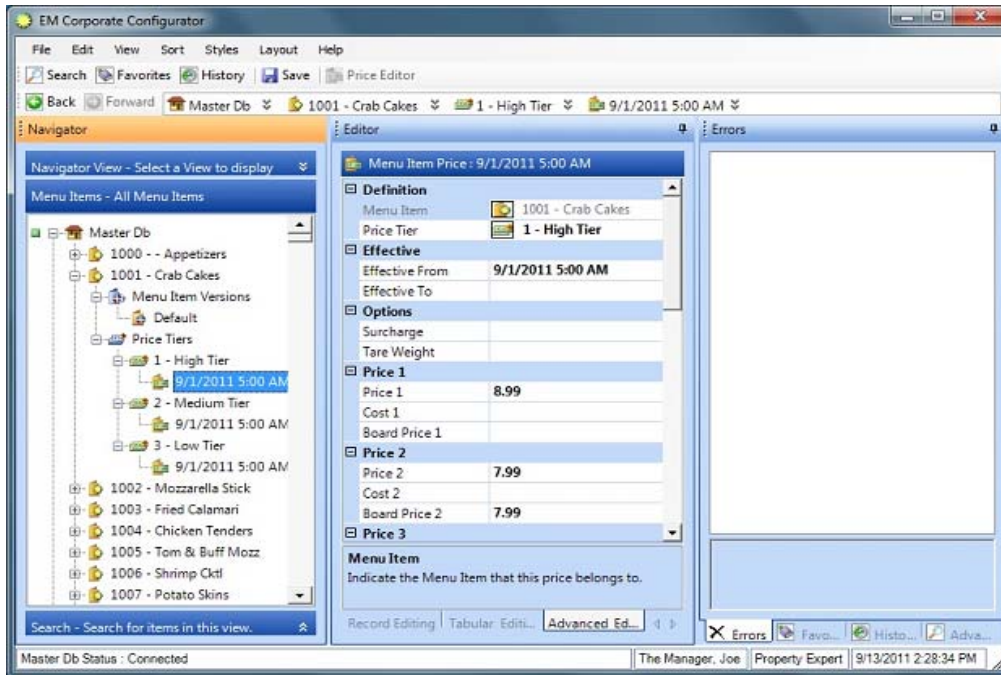 EM Corporate Configurator
File Edit View Sort Styles Layout Help
Search Favorites History Save Price Editor
Back Forward Master Db 1001 - Crab Cakes 1 - High Tier 9/1/2011 5:00 AM
Navigator
Navigator View - Select a View to display
Menu Items - All Menu Items
Master Db
1000 - - Appetizers
1001 - Crab Cakes
Menu Item Versions
Default
Price Tiers
1 - High Tier
9/1/2011 5:00 AM
2 - Medium Tier
9/1/2011 5:00 AM
3 - Low Tier
9/1/2011 5:00 AM
1002 - Mozzarella Stick
1003 - Fried Calamari
1004 - Chicken Tenders
1005 - Tom & Buff Mozz
1006 - Shrimp Cktl
1007 - Potato Skins
Search - Search for items in this view.
Editor
Menu Item Price : 9/1/2011 5:00 AM
Definition
Menu Item 1001 - Crab Cakes
Price Tier 1 - High Tier
Effective
Effective From 9/1/2011 5:00 AM
Effective To
Options
Surcharge
Tare Weight
Price 1
Price 1 8.99
Cost 1
Board Price 1
Price 2
Price 2 7.99
Cost 2
Board Price 2 7.99
Price 3
Menu Item
Indicate the Menu Item that this price belongs to.
Record Editing Tabular Editi... Advanced Ed...
Errors
Errors Favo... Histo... Adva...
Master Db Status : Connected
The Manager, Joe Property Expert 9/13/2011 2:28:34 PM